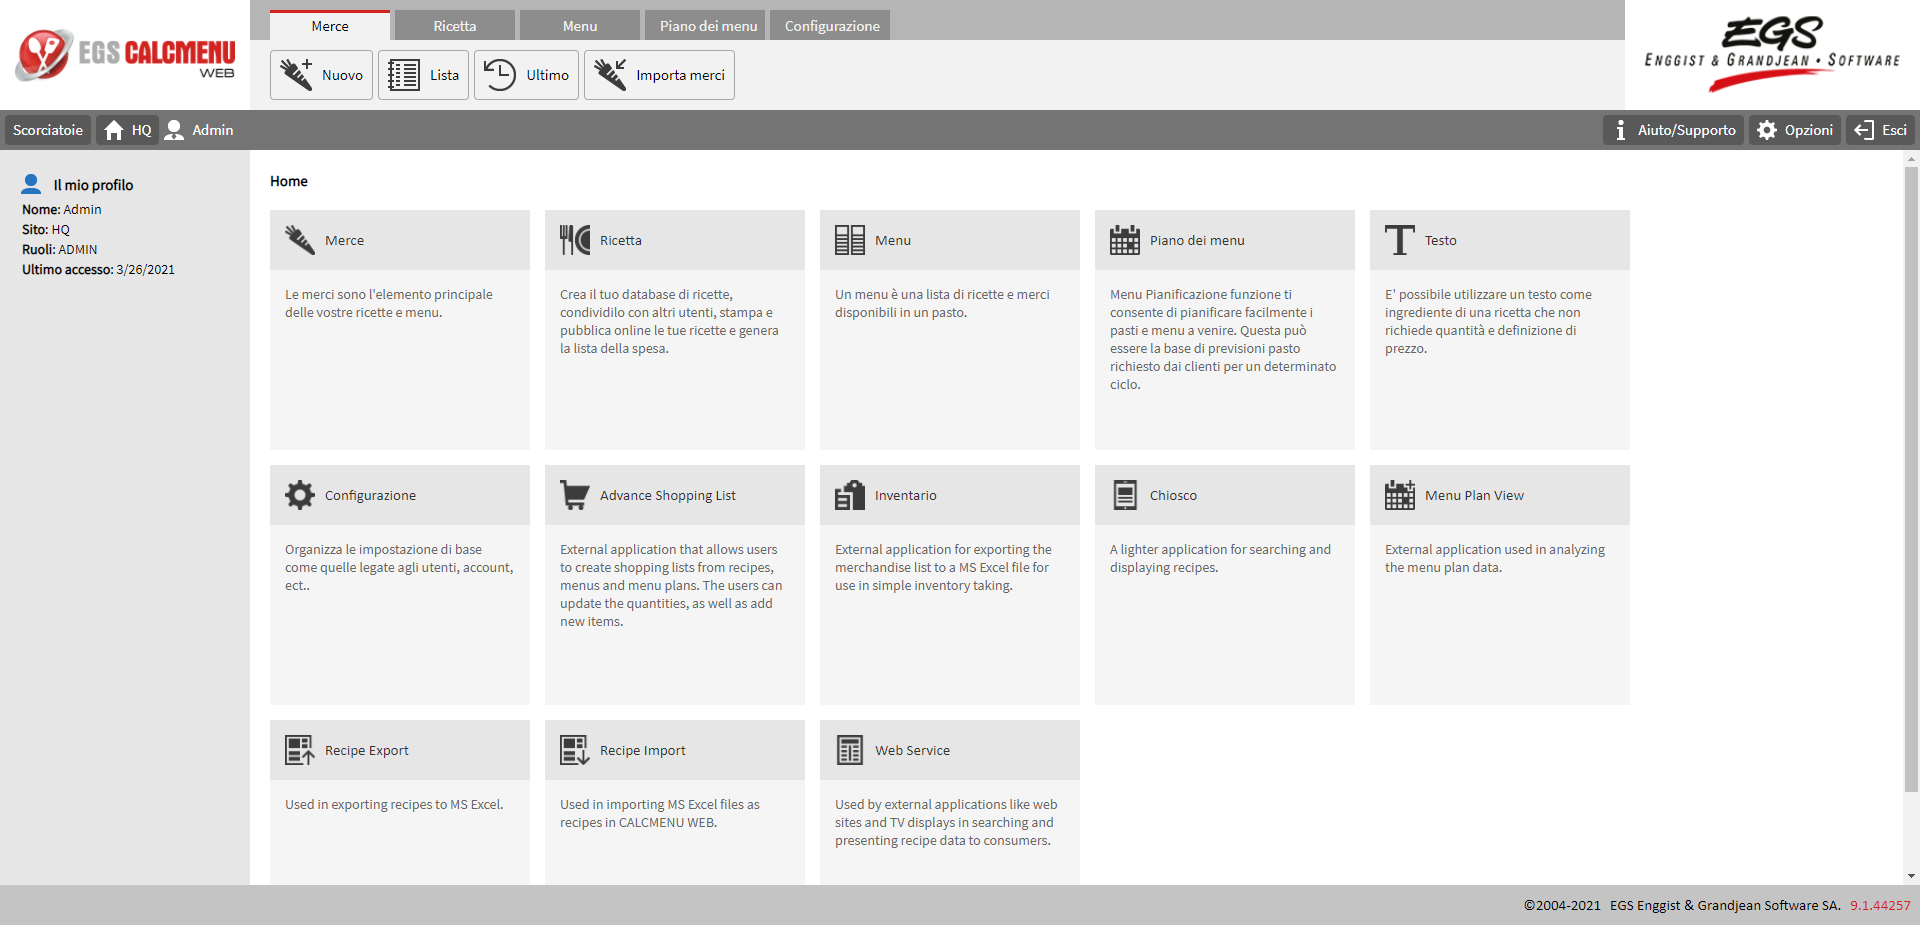 EGS CALCMENU
WEB
Merce
Ricetta
Menu
Piano dei menu
Configurazione
Nuovo
Lista
Ultimo
Importa merci
EGS
ENGGIST & GRANDJEAN • SOFTWARE
Scorciatoie
HQ
Admin
Aiuto/Supporto
Opzioni
Esci
Il mio profilo
Nome: Admin
Sito: HQ
Ruoli: ADMIN
Ultimo accesso: 3/26/2021
Home
Merce
Le merci sono l'elemento principale
delle vostre ricette e menu.
Ricetta
Crea il tuo database di ricette,
condividilo con altri utenti, stampa e
pubblica online le tue ricette e genera
la lista della spesa.
Menu
Un menu è una lista di ricette e merci
disponibili in un pasto.
Piano dei menu
Menu Pianificazione funzione ti
consente di pianificare facilmente i
pasti e menu a venire. Questa può
essere la base di previsioni pasto
richiesto dai clienti per un determinato
ciclo.
Testo
E' possibile utilizzare un testo come
ingrediente di una ricetta che non
richiede quantità e definizione di
prezzo.
Configurazione
Organizza le impostazione di base
come quelle legate agli utenti, account,
ect..
Advance Shopping List
External application that allows users
to create shopping lists from recipes,
menus and menu plans. The users can
update the quantities, as well as add
new items.
Inventario
External application for exporting the
merchandise list to a MS Excel file for
use in simple inventory taking.
Chiosco
A lighter application for searching and
displaying recipes.
Menu Plan View
External application used in analyzing
the menu plan data.
Recipe Export
Used in exporting recipes to MS Excel.
Recipe Import
Used in importing MS Excel files as
recipes in CALCMENU WEB.
Web Service
Used by external applications like web
sites and TV displays in searching and
presenting recipe data to consumers.
©2004-2021 EGS Enggist & Grandjean Software SA. 9.1.44257